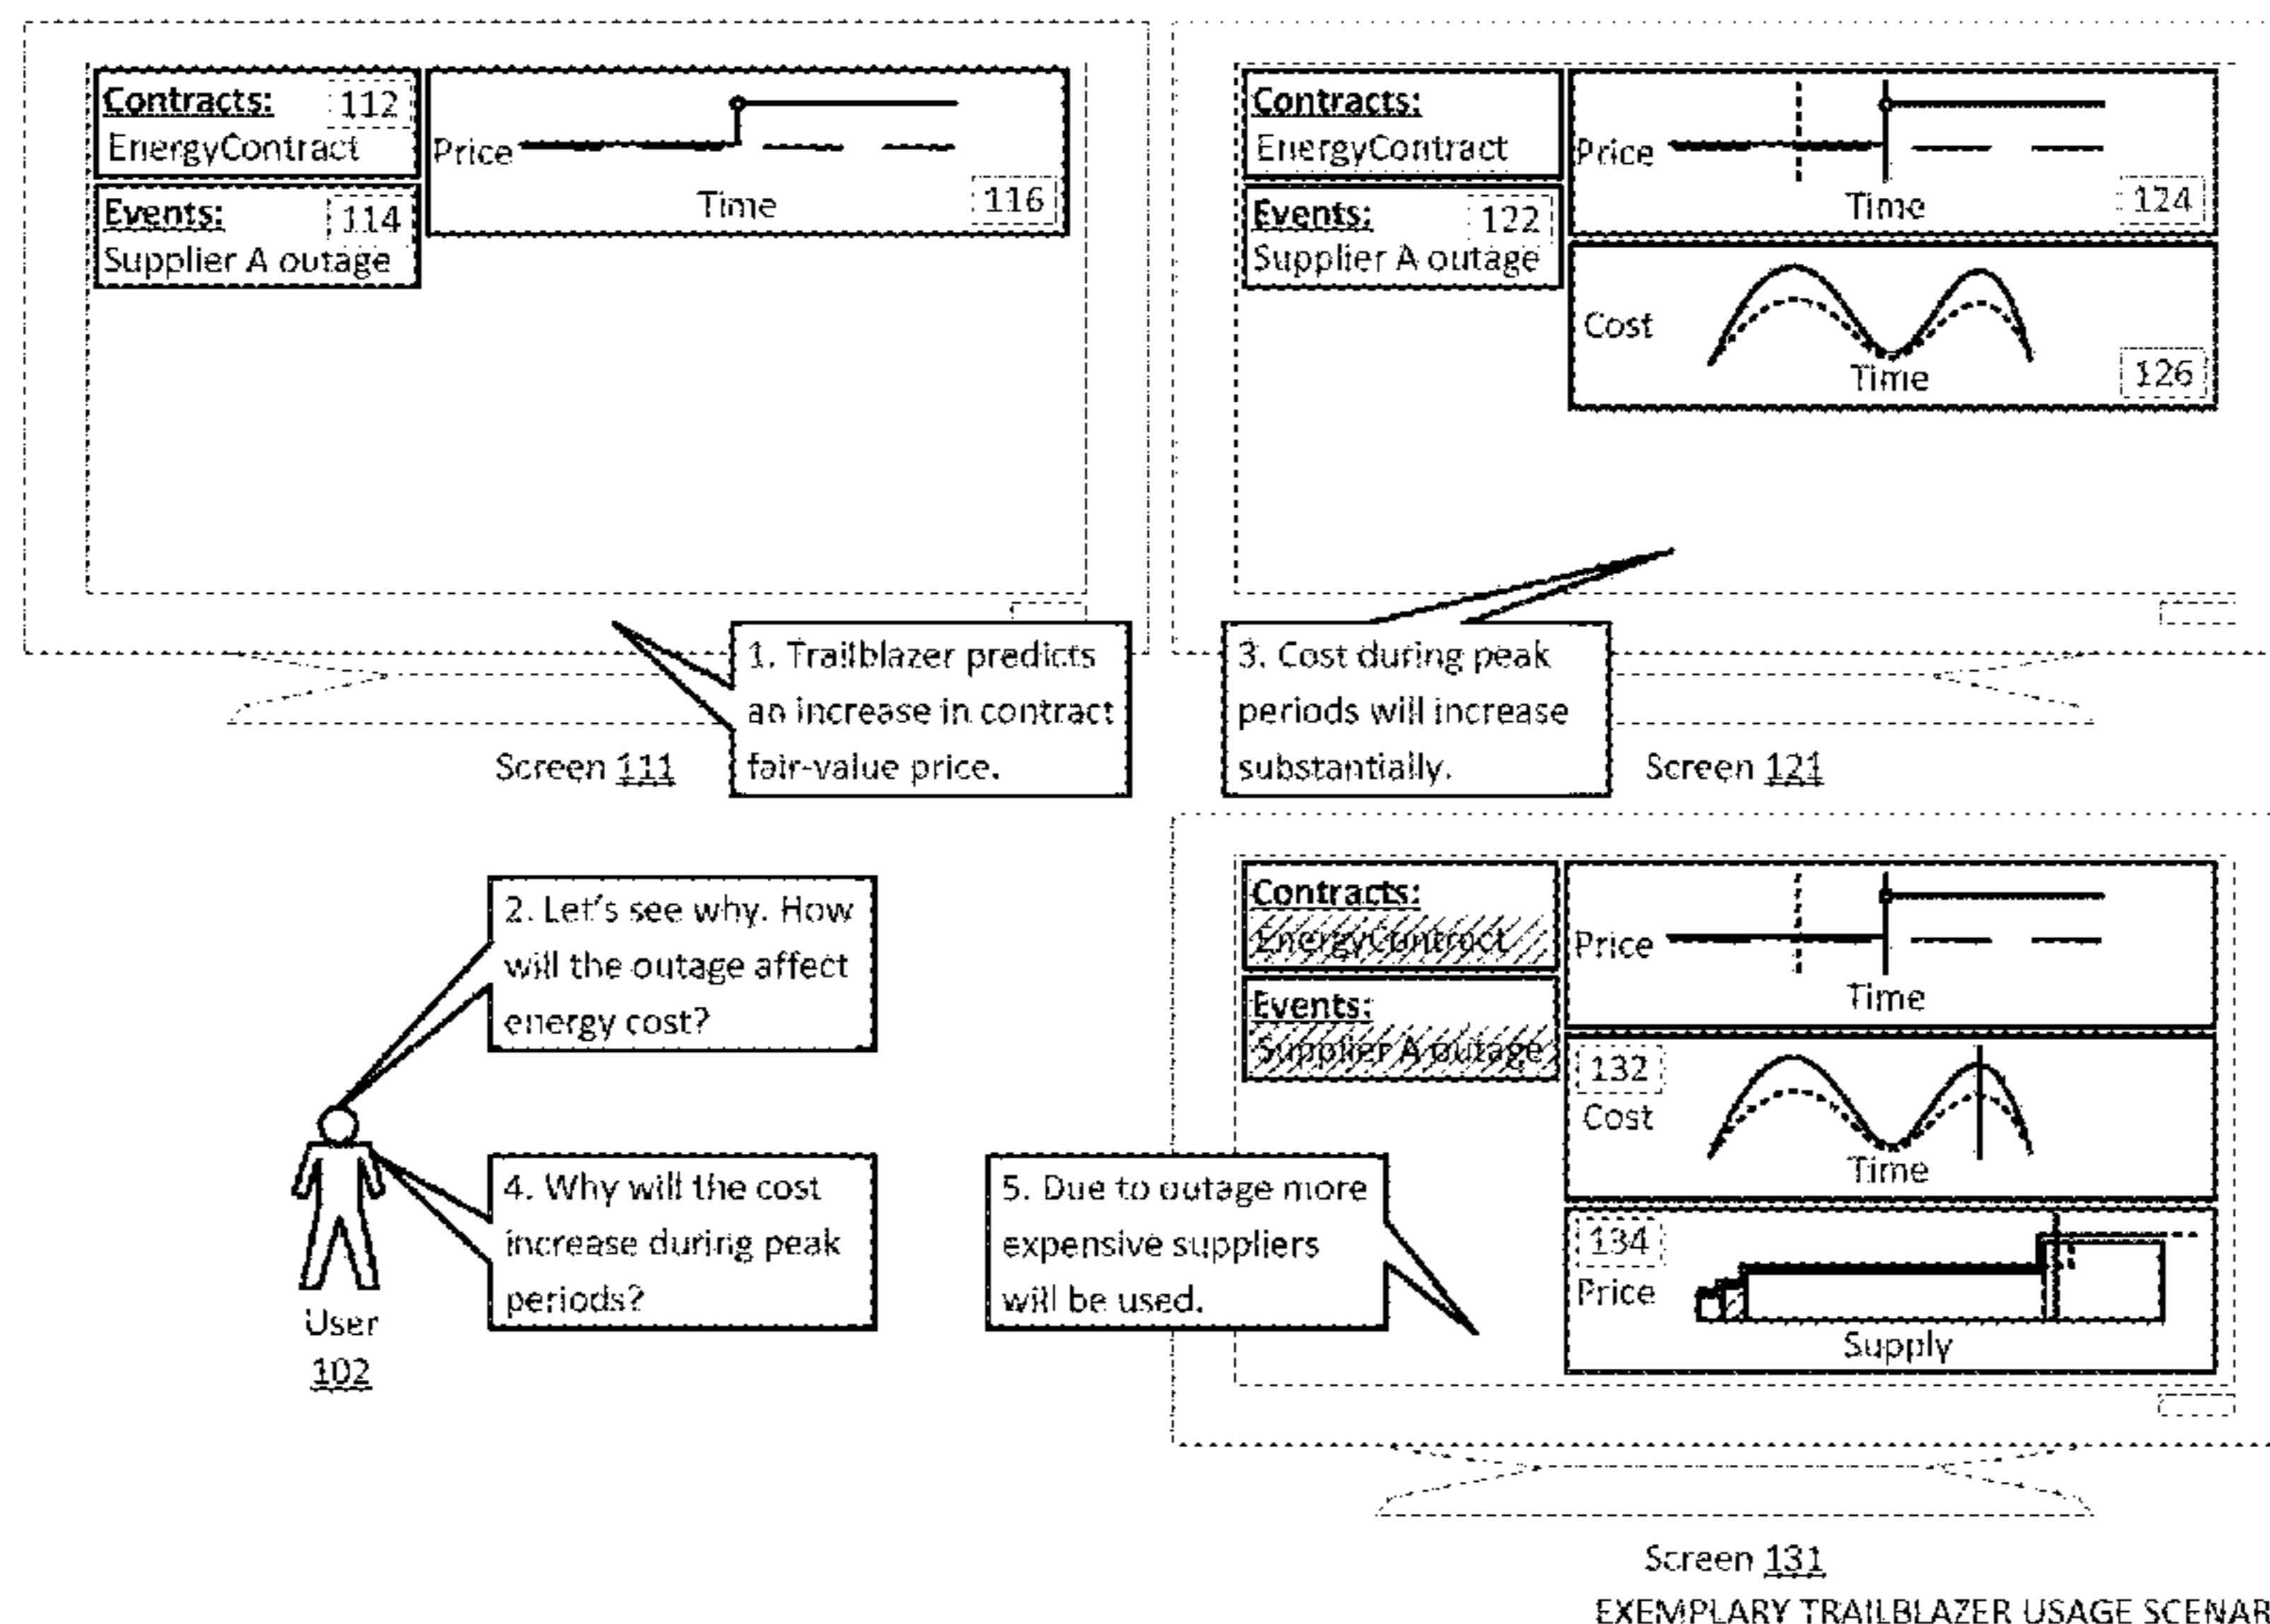 Contracts: 112
EnergyContract
Events: 114
Supplier A outage
Price
Time
116
1. Trailblazer predicts
an increase in contract
fair-value price.
Screen 111
Contracts:
EnergyContract
Events: 122
Supplier A outage
Price
Time
124
Cost
Time
126
3. Cost during peak
periods will increase
substantially.
Screen 121
2. Let's see why. How
will the outage affect
energy cost?
4. Why will the cost
increase during peak
periods?
User
102
Contracts:
EnergyContract
Events:
Supplier A outage
Price
Time
132
Cost
Time
134
Price
Supply
5. Due to outage more
expensive suppliers
will be used.
Screen 131
EXEMPLARY TRAILBLAZER USAGE SCENAR